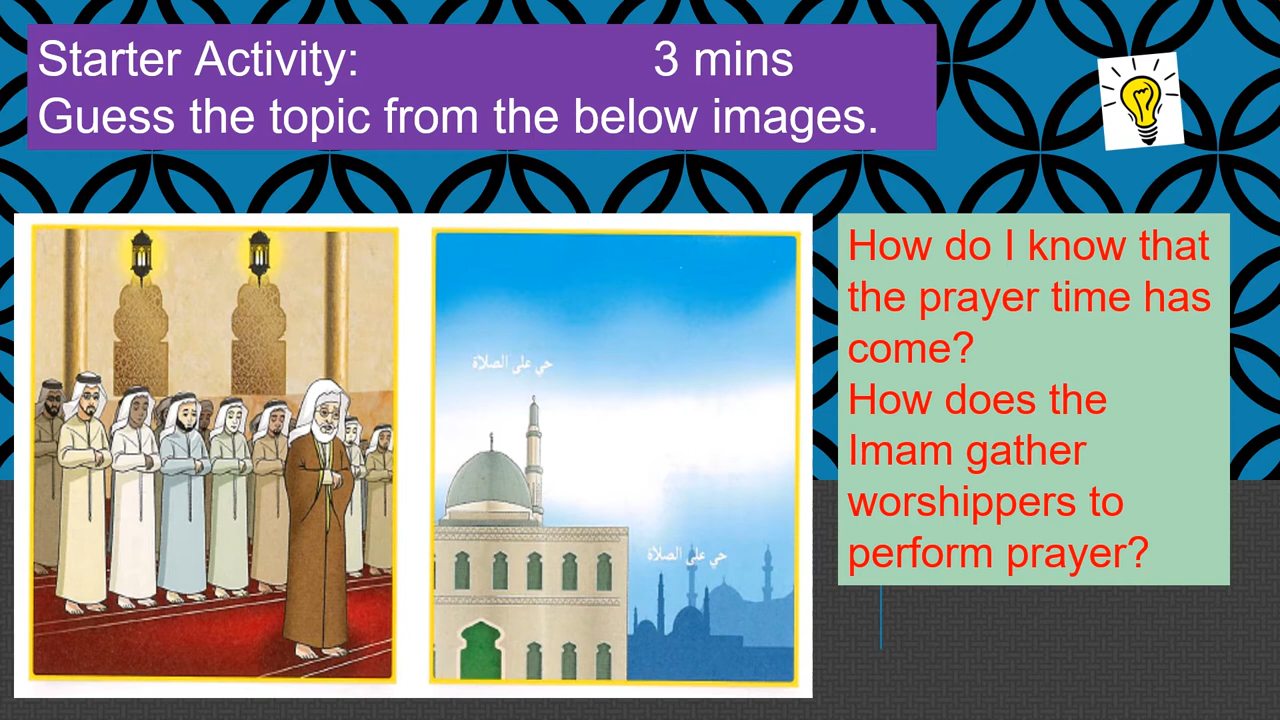 Starter Activity: 3 mins
Guess the topic from the below images.
حي على الصلاة
حي على الصلاة
How do I know that
the prayer time has
come?
How does the
Imam gather
worshippers to
perform prayer?